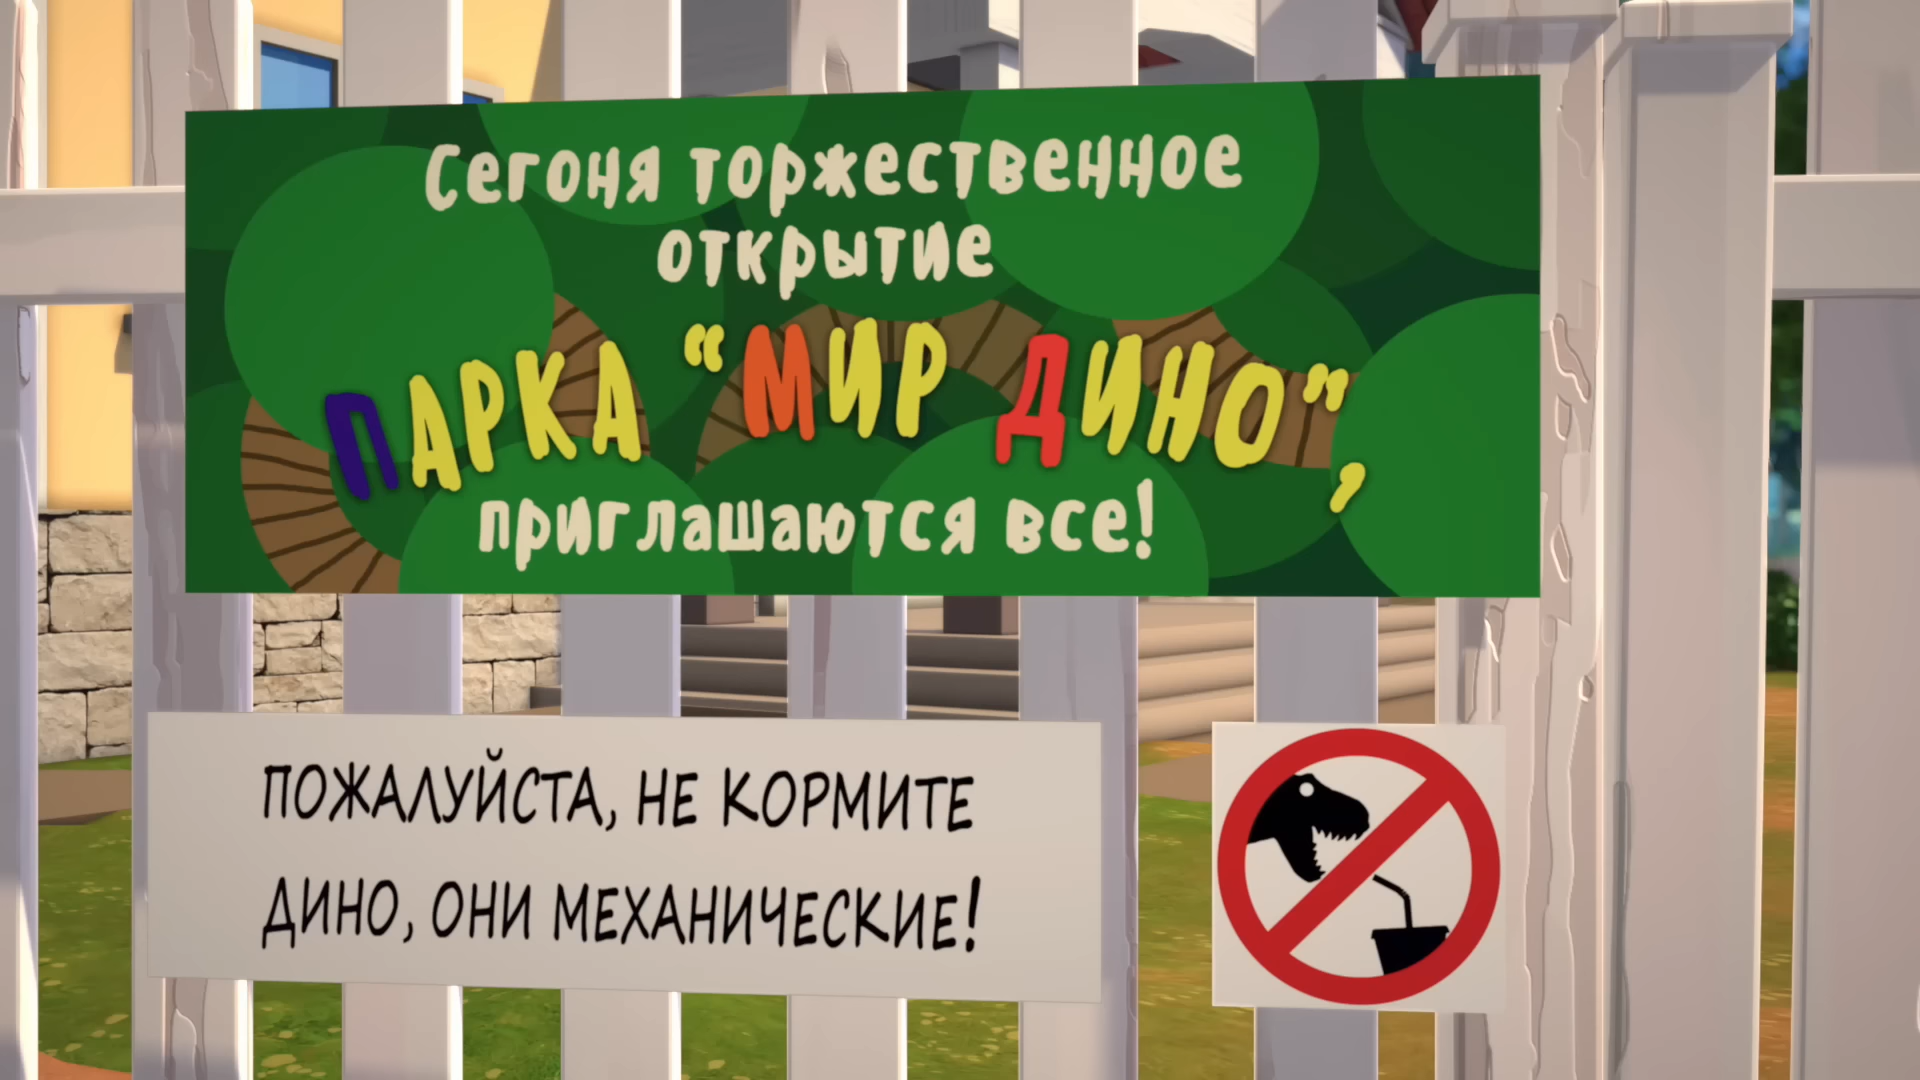 Сегоня торжественное
открытие
ПАРКА “МИР ДИНО”,
приглашаются все!
ПОЖАЛУЙСТА, НЕ КОРМИТЕ
ДИНО, ОНИ МЕХАНИЧЕСКИЕ!